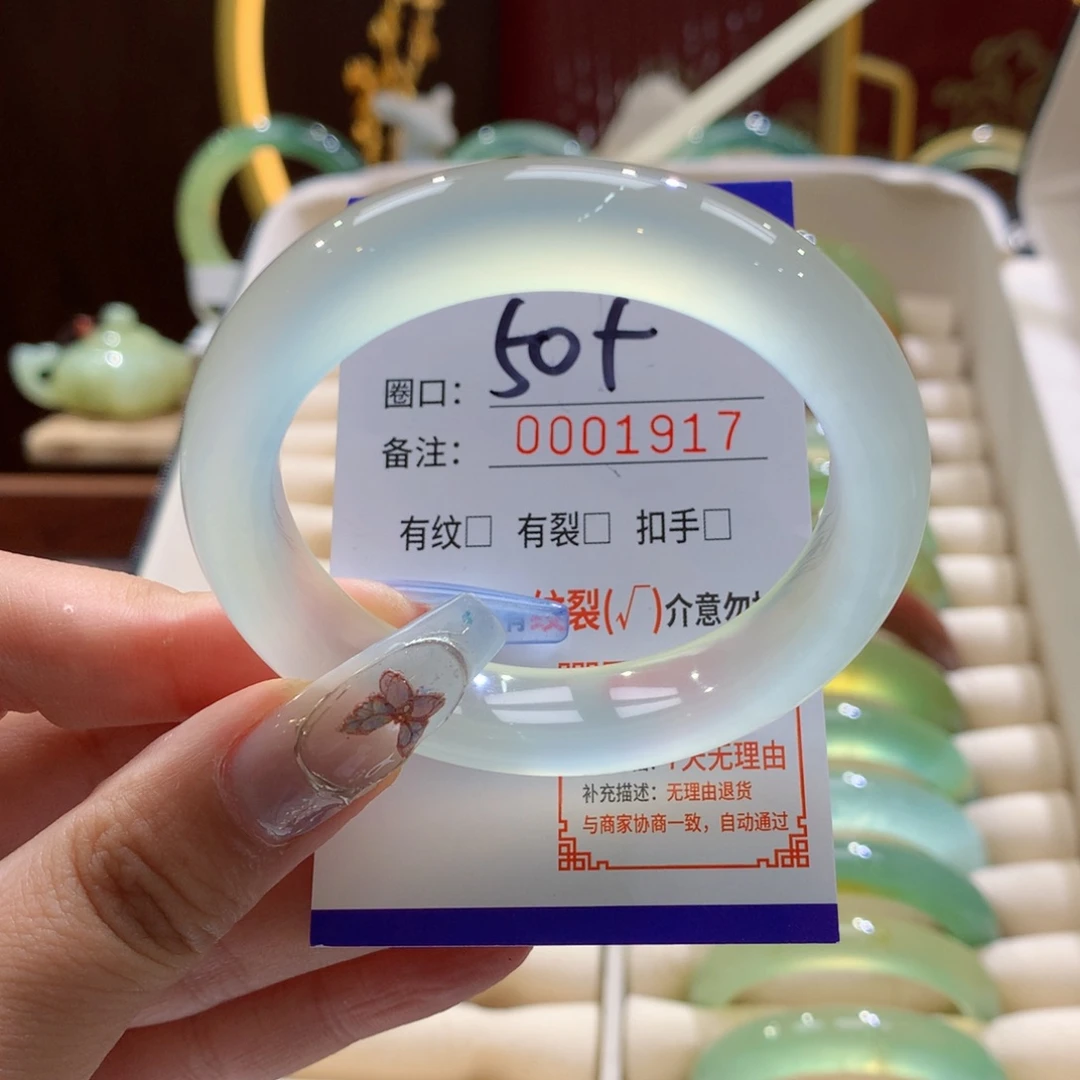 圈口: 50+
备注: 0001917
有纹□ 有裂□ 扣手□
纹裂(√)介意勿
天无理由
补充描述: 无理由退货
与商家协商一致，自动通过